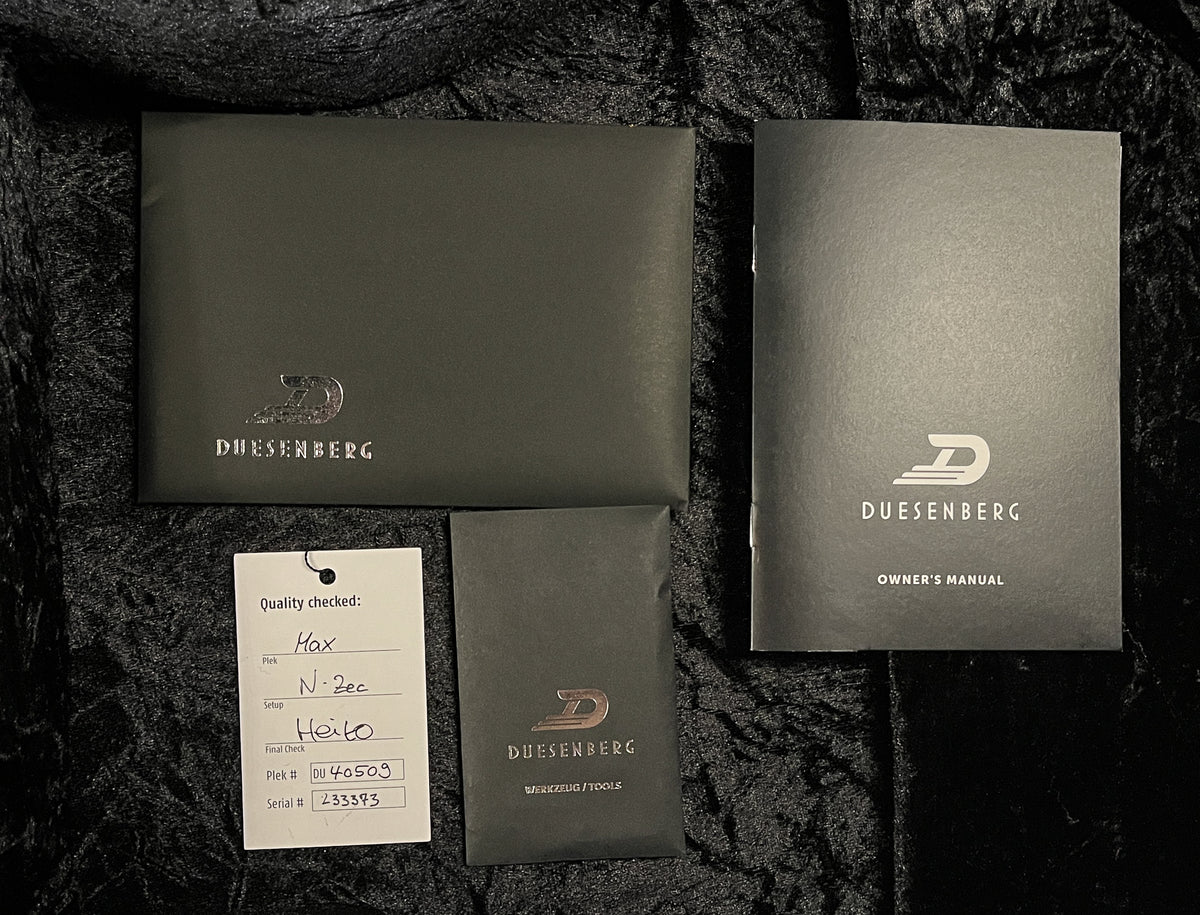 DUESENBERG
DUESENBERG
OWNER'S MANUAL
Quality checked:
Max
Plek
N-Zec
Setup
Heiko
Final Check
Plek # DU 40509
Serial # 233373
DUESENBERG
WERKZEUG / TOOLS